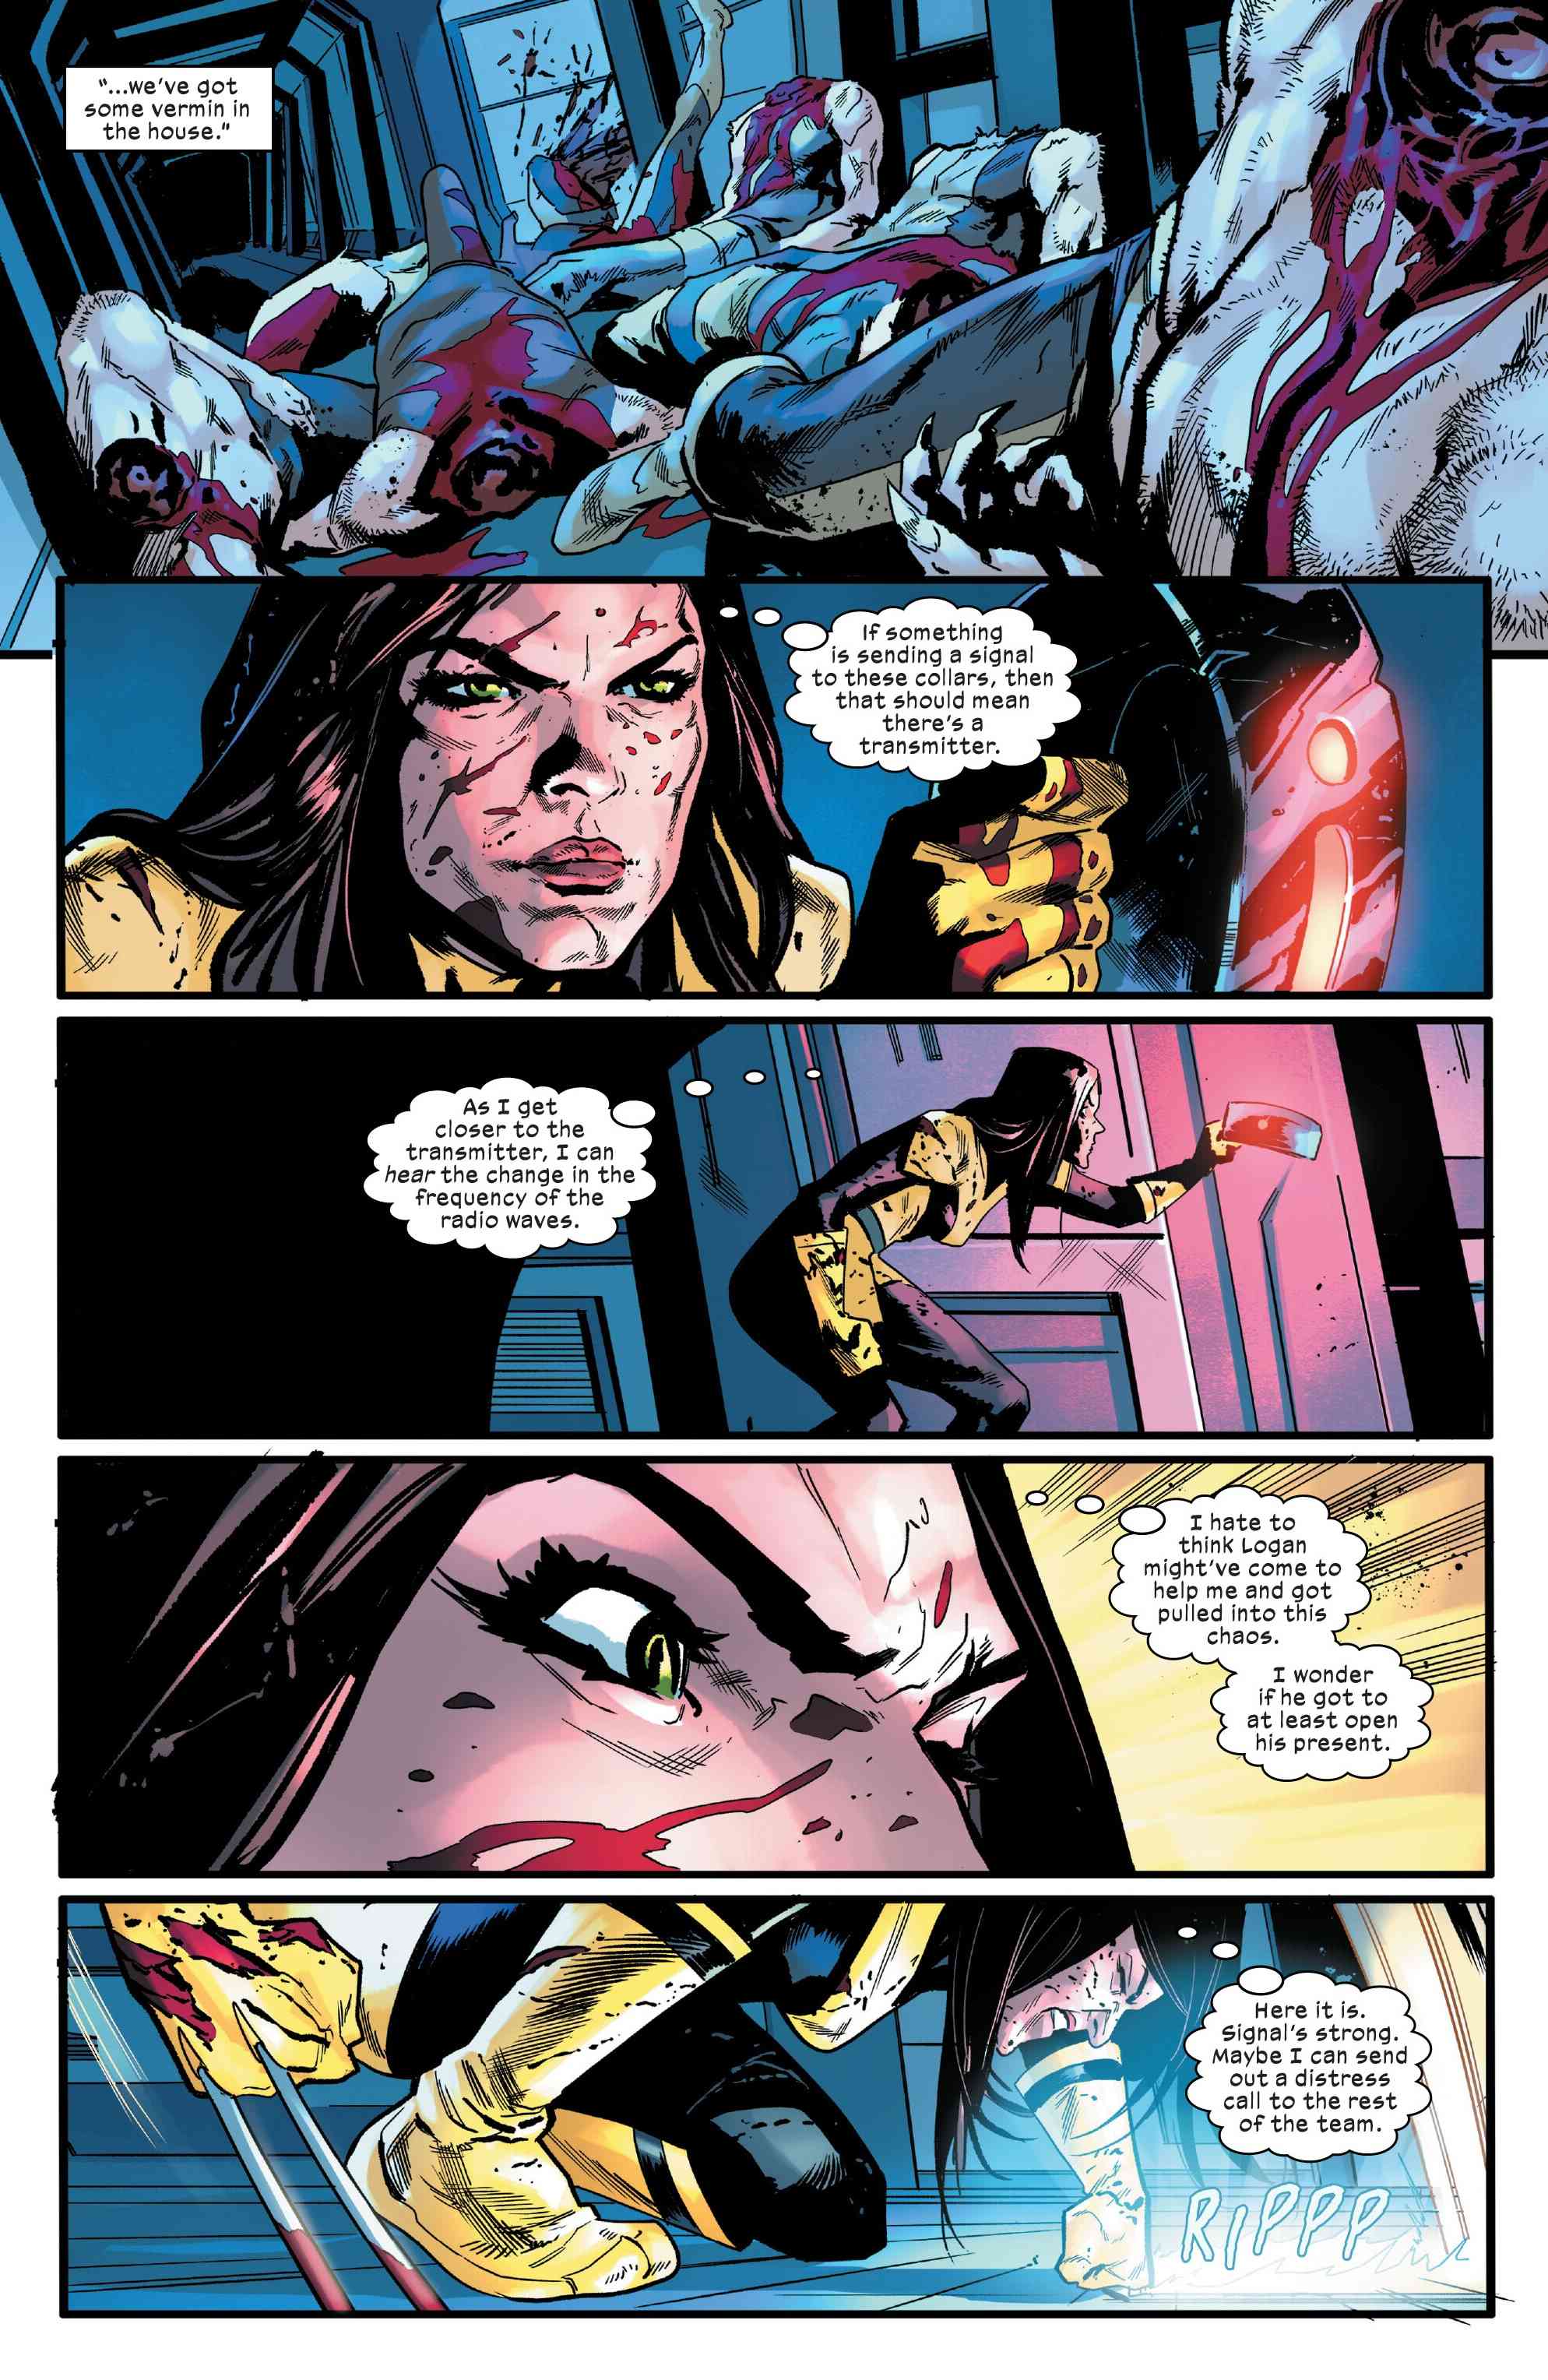 "...we've got
some vermin in
the house."
If something
is sending a signal
to these collars, then
that should mean
there's a
transmitter.
As I get
closer to the
transmitter, I can
hear the change in the
frequency of the
radio waves.
I hate to
think Logan
might've come to
help me and got
pulled into this
chaos.
I wonder
if he got to
at least open
his present.
Here it is.
Signal's strong.
Maybe I can send
out a distress
call to the rest
of the team.
RIPPP